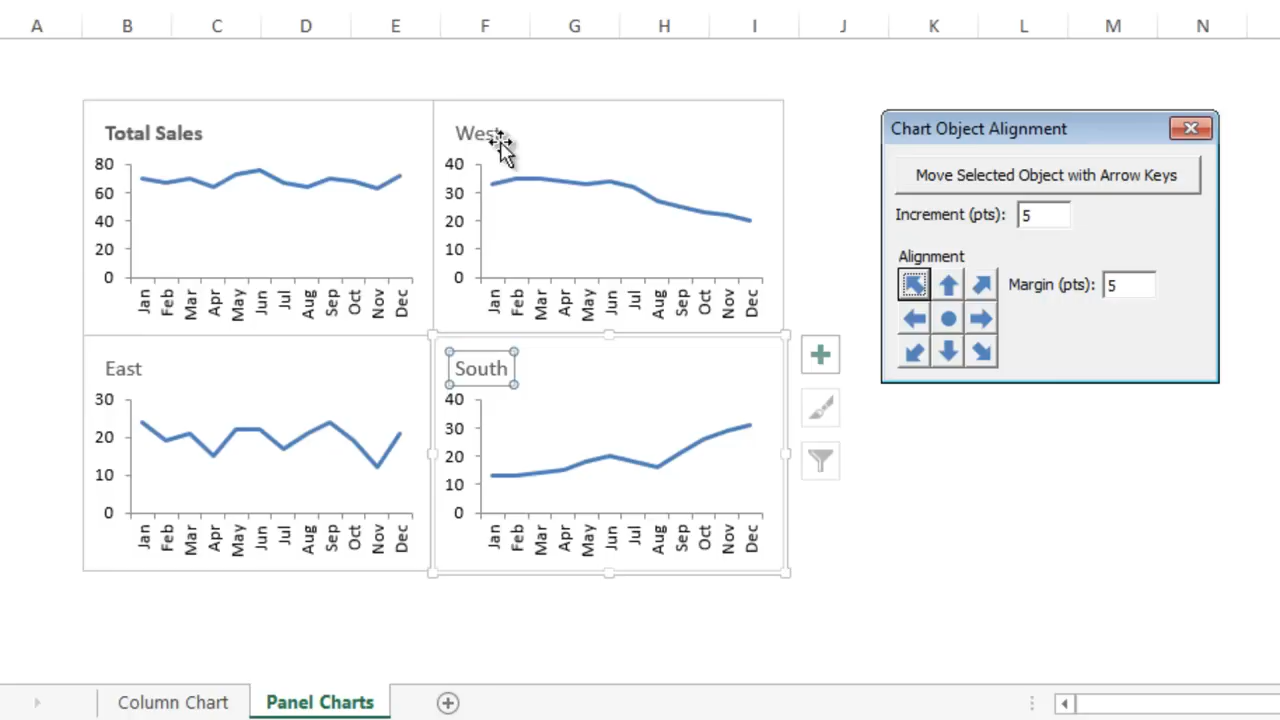 A B C D E F G H I J K L M N
Total Sales
80
60
40
20
0
Jan Feb Mar Apr May Jun Jul Aug Sep Oct Nov Dec
West
40
30
20
10
0
Jan Feb Mar Apr May Jun Jul Aug Sep Oct Nov Dec
East
30
20
10
0
Jan Feb Mar Apr May Jun Jul Aug Sep Oct Nov Dec
South
40
30
20
10
0
Jan Feb Mar Apr May Jun Jul Aug Sep Oct Nov Dec
Chart Object Alignment
Move Selected Object with Arrow Keys
Increment (pts): 5
Alignment
Margin (pts): 5
Column Chart Panel Charts